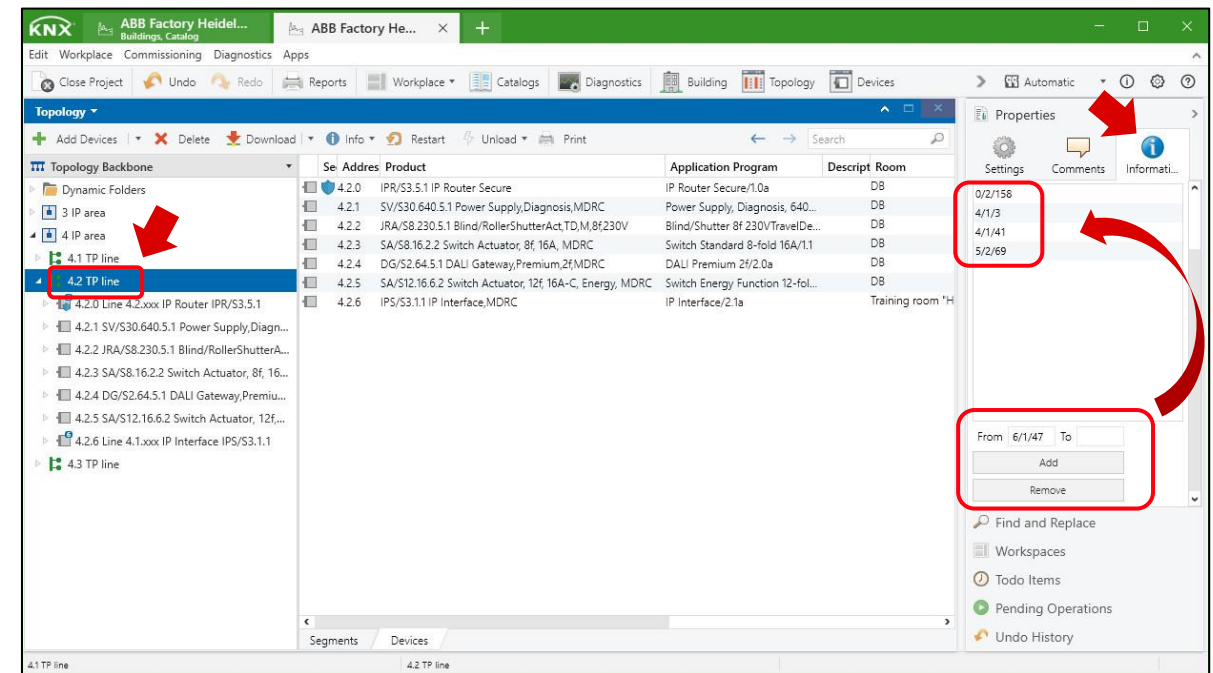 KNX
ABB Factory Heidel...
Buildings, Catalog
ABB Factory He...
Edit Workplace Commissioning Diagnostics Apps
Close Project Undo Redo Reports Workplace Catalogs Diagnostics Building Topology Devices Automatic
Topology
Properties
Add Devices Delete Download Info Restart Unload Print Search
Settings Comments Informati...
Topology Backbone
Se Addres Product Application Program Descript Room
Dynamic Folders
3 IP area
4 IP area
4.1 TP line
4.2 TP line
4.2.0 Line 4.2.xxx IP Router IPR/S3.5.1
4.2.1 SV/S30.640.5.1 Power Supply,Diagn...
4.2.2 JRA/S8.230.5.1 Blind/RollerShutterA...
4.2.3 SA/S8.16.2.2 Switch Actuator, 8f, 16...
4.2.4 DG/S2.64.5.1 DALI Gateway,Premiu...
4.2.5 SA/S12.16.6.2 Switch Actuator, 12f,...
4.2.6 Line 4.1.xxx IP Interface IPS/S3.1.1
4.3 TP line
4.2.0 IPR/S3.5.1 IP Router Secure IP Router Secure/1.0a DB
4.2.1 SV/S30.640.5.1 Power Supply,Diagnosis,MDRC Power Supply, Diagnosis, 640... DB
4.2.2 JRA/S8.230.5.1 Blind/RollerShutterAct,TD,M,8f,230V Blind/Shutter 8f 230VTravelDe... DB
4.2.3 SA/S8.16.2.2 Switch Actuator, 8f, 16A, MDRC Switch Standard 8-fold 16A/1.1 DB
4.2.4 DG/S2.64.5.1 DALI Gateway,Premium,2f,MDRC DALI Premium 2f/2.0a DB
4.2.5 SA/S12.16.6.2 Switch Actuator, 12f, 16A-C, Energy, MDRC Switch Energy Function 12-fol... DB
4.2.6 IPS/S3.1.1 IP Interface,MDRC IP Interface/2.1a Training room "H
0/2/158
4/1/3
4/1/41
5/2/69
From 6/1/47 To
Add
Remove
Find and Replace
Workspaces
Todo Items
Pending Operations
Undo History
Segments Devices
4.1 TP line 4.2 TP line